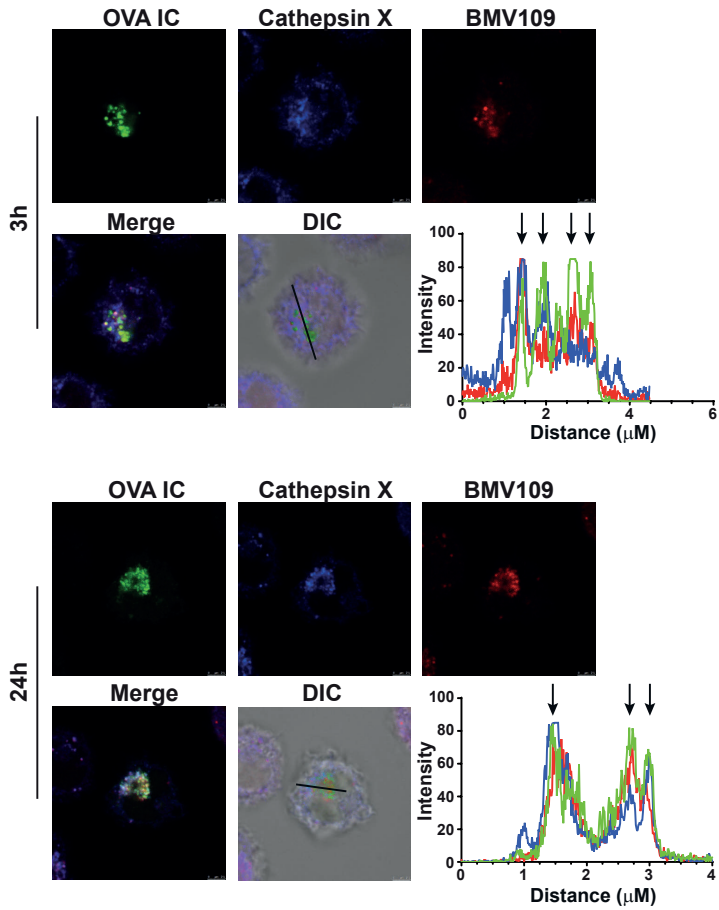 OVA IC Cathepsin X BMV109
3h
Merge DIC
Intensity
100
80
60
40
20
0
0 2 4 6
Distance (μM)
OVA IC Cathepsin X BMV109
24h
Merge DIC
Intensity
100
80
60
40
20
0
0 1 2 3 4
Distance (μM)